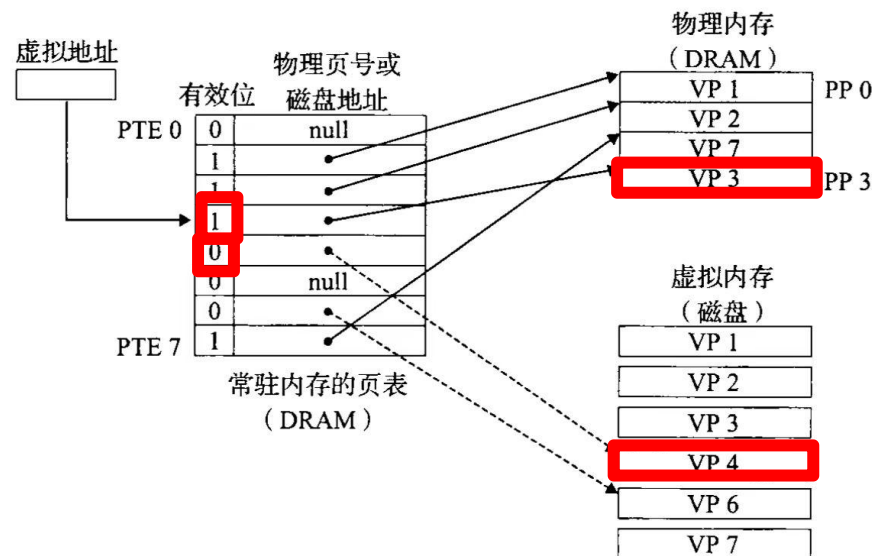 虚拟地址
物理页号或
有效位 磁盘地址
PTE 0 0 null
1
1
1
0
0 null
0
PTE 7 1
常驻内存的页表
(DRAM)
物理内存
(DRAM)
VP 1 PP 0
VP 2
VP 7
VP 3 PP 3
虚拟内存
(磁盘)
VP 1
VP 2
VP 3
VP 4
VP 6
VP 7